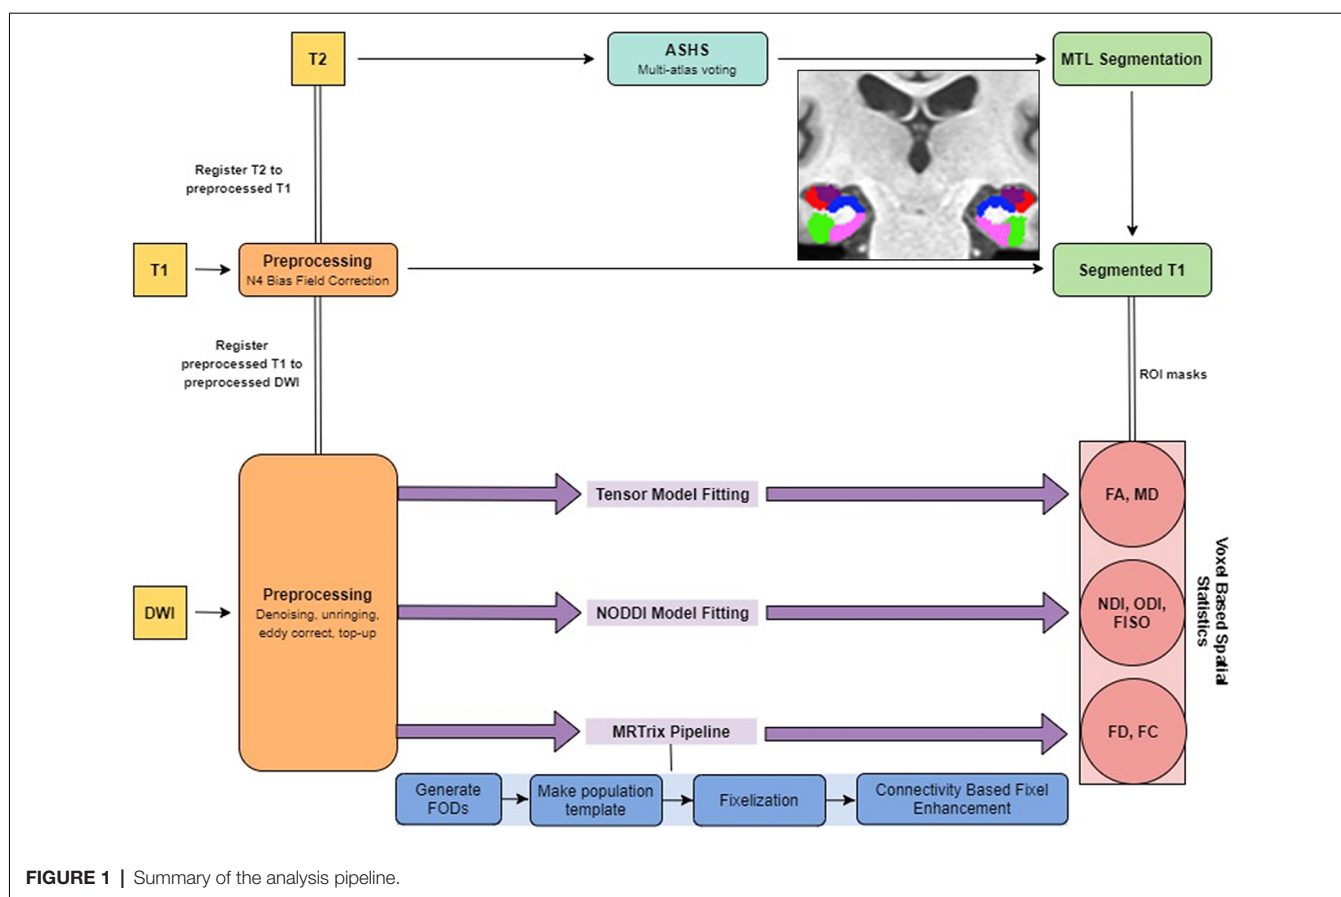 T2
ASHS
Multi-atlas voting
MTL Segmentation
Register T2 to
preprocessed T1
T1
Preprocessing
N4 Bias Field Correction
Segmented T1
Register
preprocessed T1 to
preprocessed DWI
ROI masks
Tensor Model Fitting
FA, MD
DWI
Preprocessing
Denoising, unringing,
eddy correct, top-up
NODDI Model Fitting
NDI, ODI,
FISO
Voxel Based Spatial
Statistics
MRTrix Pipeline
FD, FC
Generate
FODs
Make population
template
Fixelization
Connectivity Based Fixel
Enhancement
FIGURE 1 | Summary of the analysis pipeline.